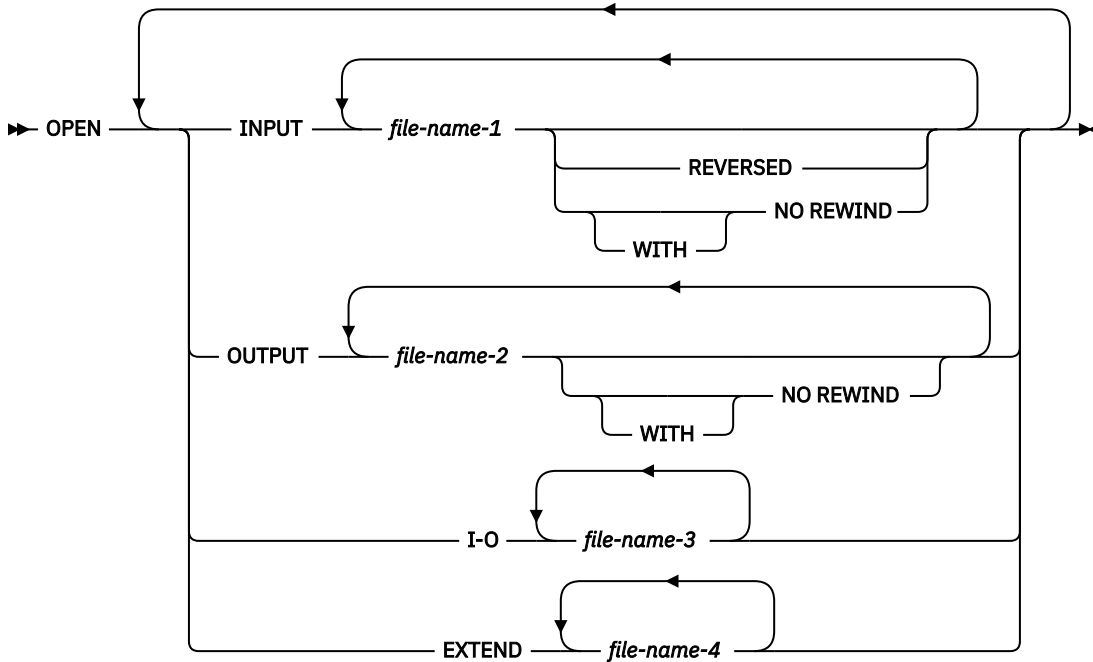 OPEN INPUT file-name-1
REVERSED
NO REWIND
WITH
OUTPUT file-name-2
NO REWIND
WITH
I-O file-name-3
EXTEND file-name-4